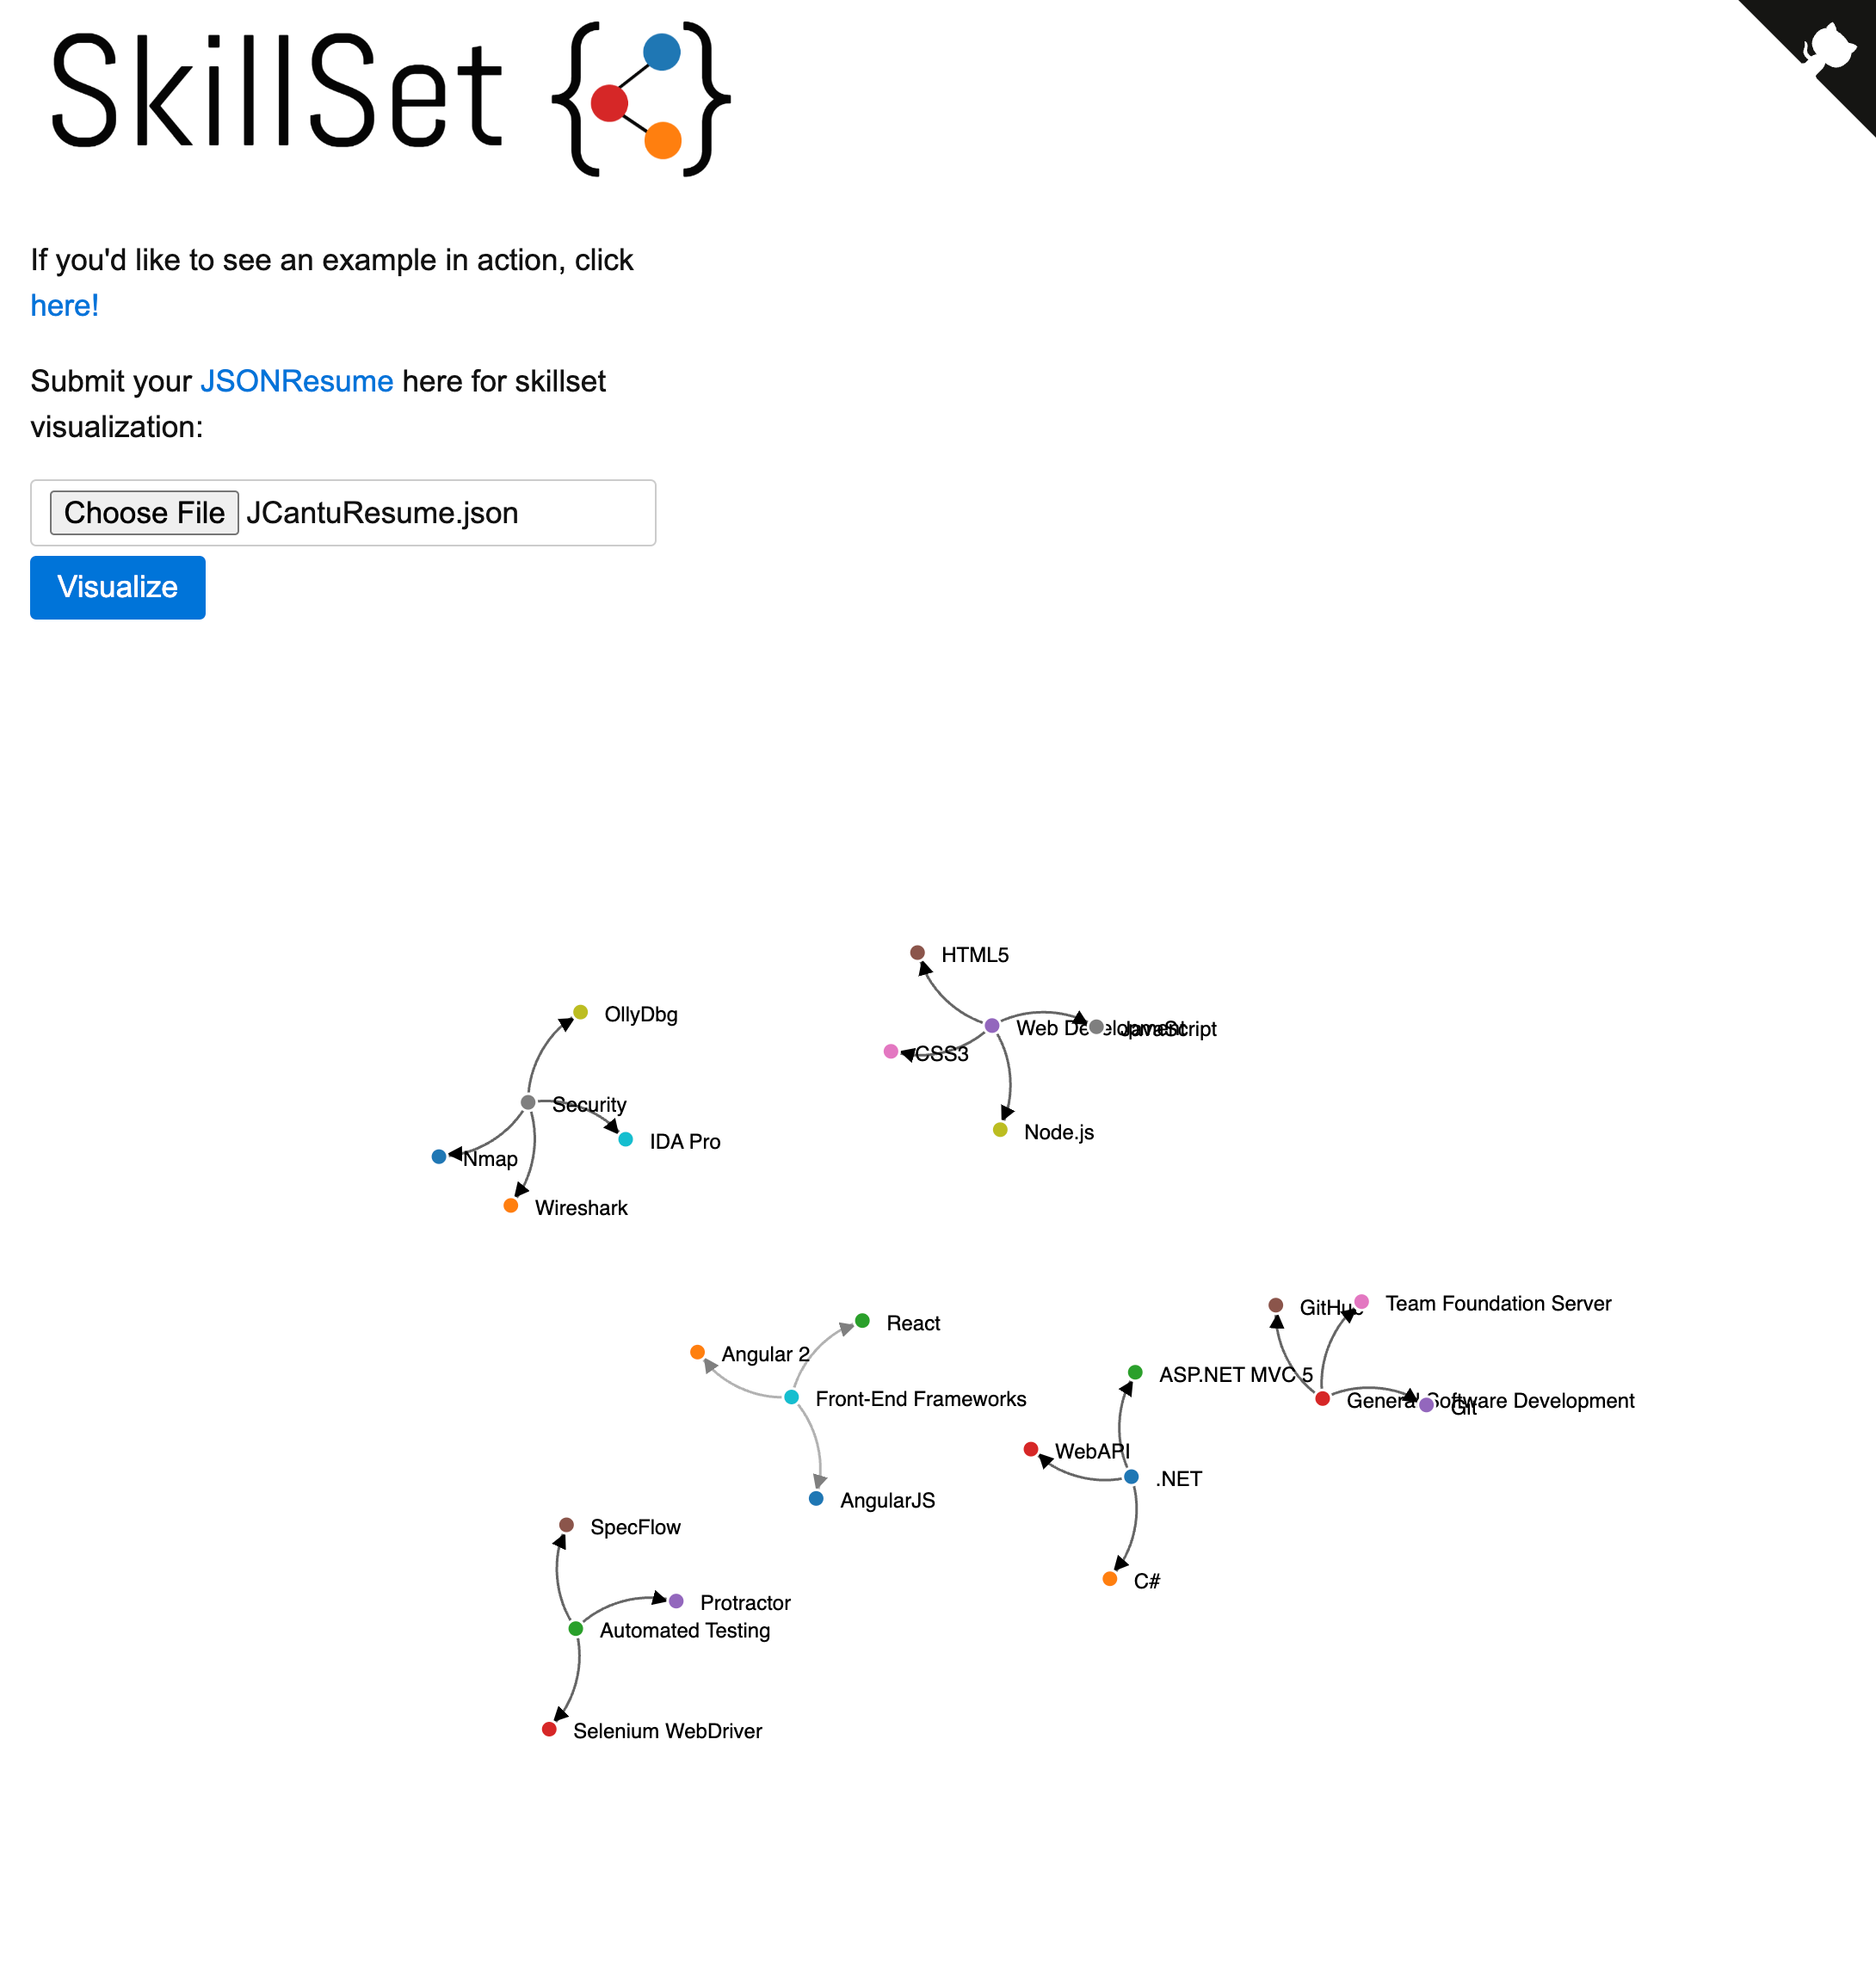 SkillSet
If you'd like to see an example in action, click
here!
Submit your JSONResume here for skillset
visualization:
Choose File JCantuResume.json
Visualize
HTML5
OllyDbg
Web Development
JavaScript
CSS3
Security
Node.js
IDA Pro
Nmap
Wireshark
GitHub
Team Foundation Server
React
Angular 2
ASP.NET MVC 5
Front-End Frameworks
General Software Development
Git
WebAPI
.NET
AngularJS
SpecFlow
C#
Protractor
Automated Testing
Selenium WebDriver